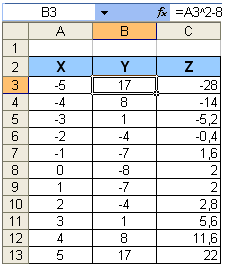 B3 fx =A3^2-8
A B C
1
2 X Y Z
3 -5 17 -28
4 -4 8 -14
5 -3 1 -5,2
6 -2 -4 -0,4
7 -1 -7 1,6
8 0 -8 2
9 1 -7 2
10 2 -4 2,8
11 3 1 5,6
12 4 8 11,6
13 5 17 22